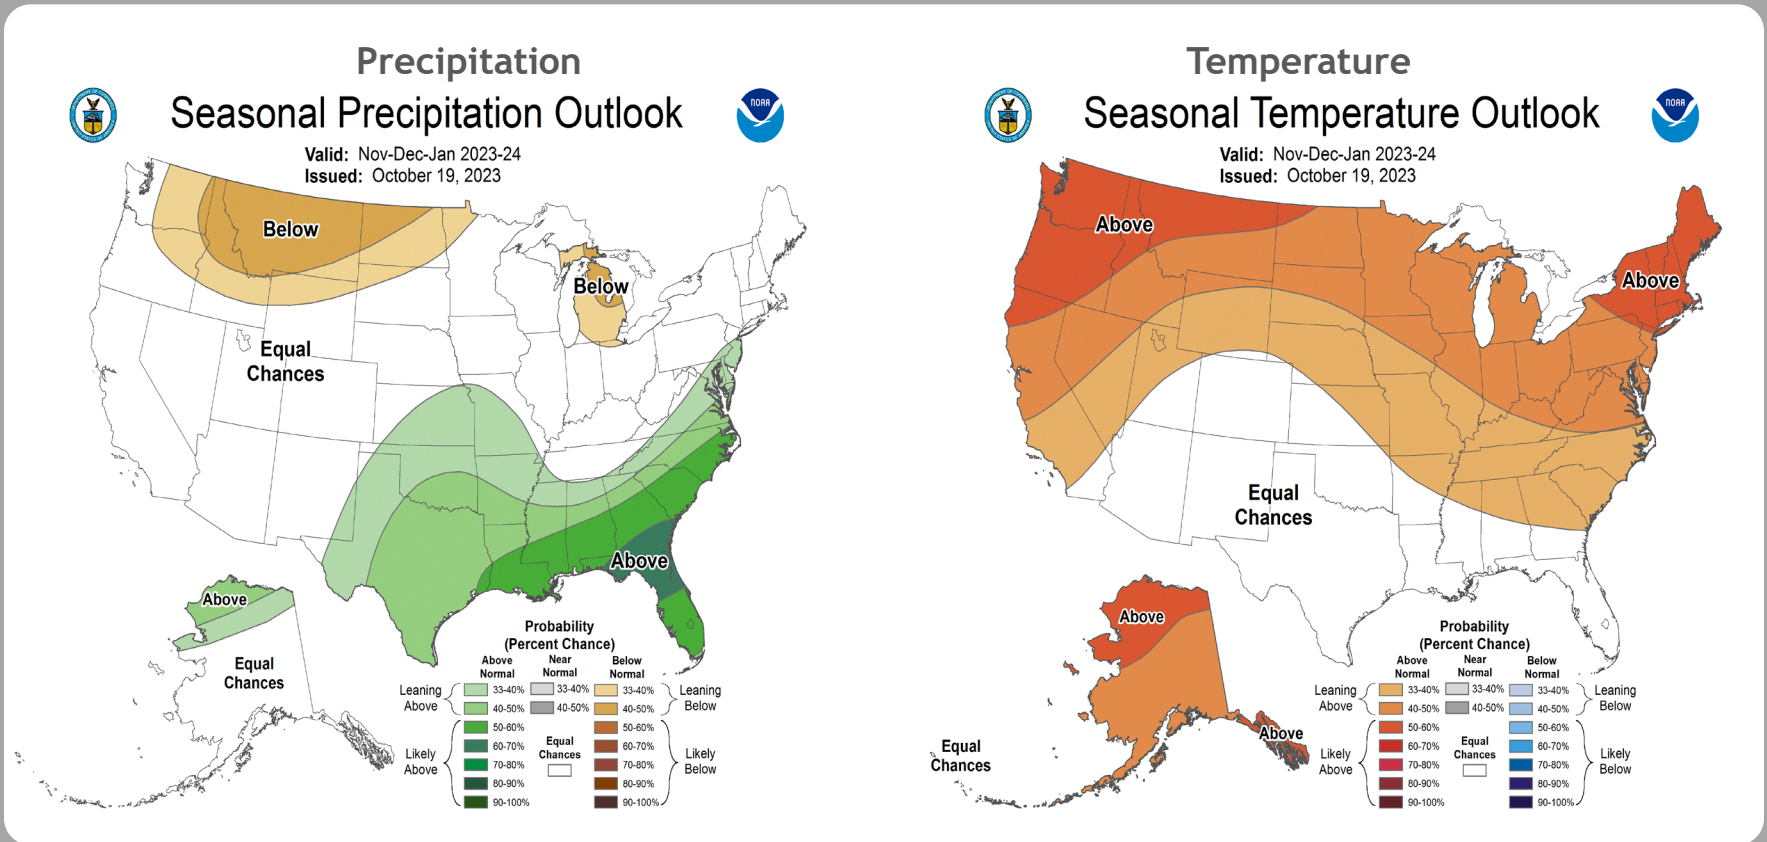 Precipitation
Seasonal Precipitation Outlook
NOAA
Valid: Nov-Dec-Jan 2023-24
Issued: October 19, 2023
Below
Below
Equal
Chances
Above
Above
Equal
Chances
Probability
(Percent Chance)
Above
Normal
Near
Normal
Below
Normal
Leaning
Above
33-40% 33-40% 33-40%
40-50% 40-50% 40-50%
Leaning
Below
Likely
Above
50-60% 50-60%
60-70% 60-70%
70-80% 70-80%
80-90% 80-90%
90-100% 90-100%
Equal
Chances
Likely
Below
Temperature
Seasonal Temperature Outlook
NOAA
Valid: Nov-Dec-Jan 2023-24
Issued: October 19, 2023
Above
Above
Equal
Chances
Above
Above
Equal
Chances
Probability
(Percent Chance)
Above
Normal
Near
Normal
Below
Normal
Leaning
Above
33-40% 33-40% 33-40%
40-50% 40-50% 40-50%
Leaning
Below
Likely
Above
50-60% 50-60%
60-70% 60-70%
70-80% 70-80%
80-90% 80-90%
90-100% 90-100%
Equal
Chances
Likely
Below